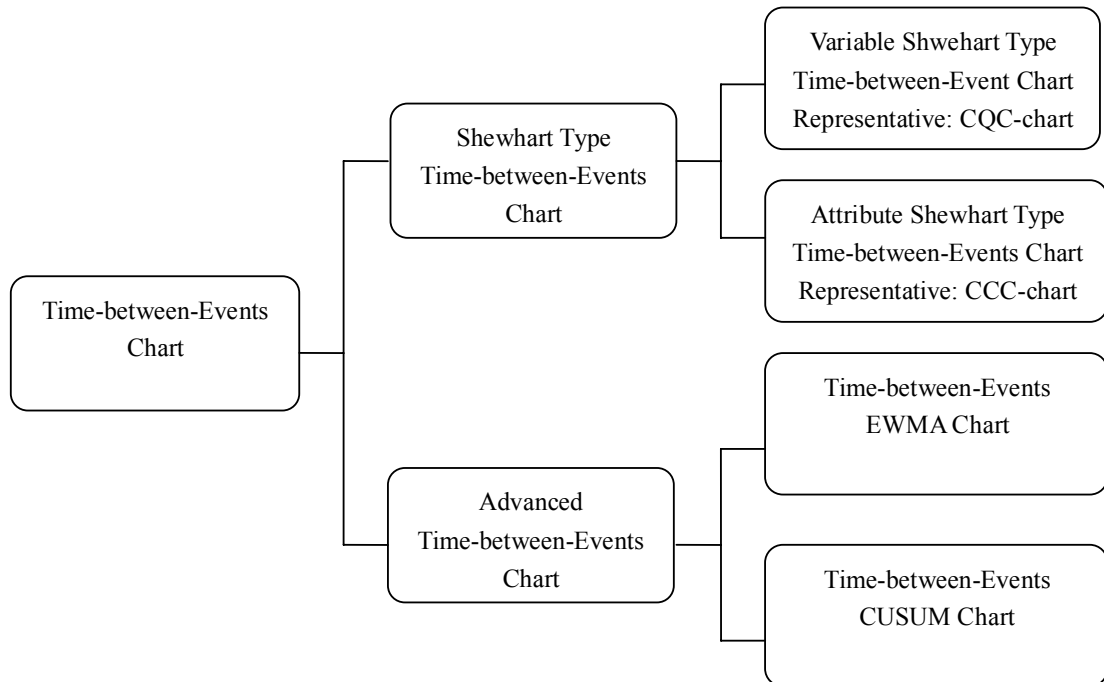 Variable Shwehart Type
Time-between-Event Chart
Representative: CQC-chart
Shewhart Type
Time-between-Events
Chart
Attribute Shewhart Type
Time-between-Events Chart
Representative: CCC-chart
Time-between-Events
Chart
Time-between-Events
EWMA Chart
Advanced
Time-between-Events
Chart
Time-between-Events
CUSUM Chart